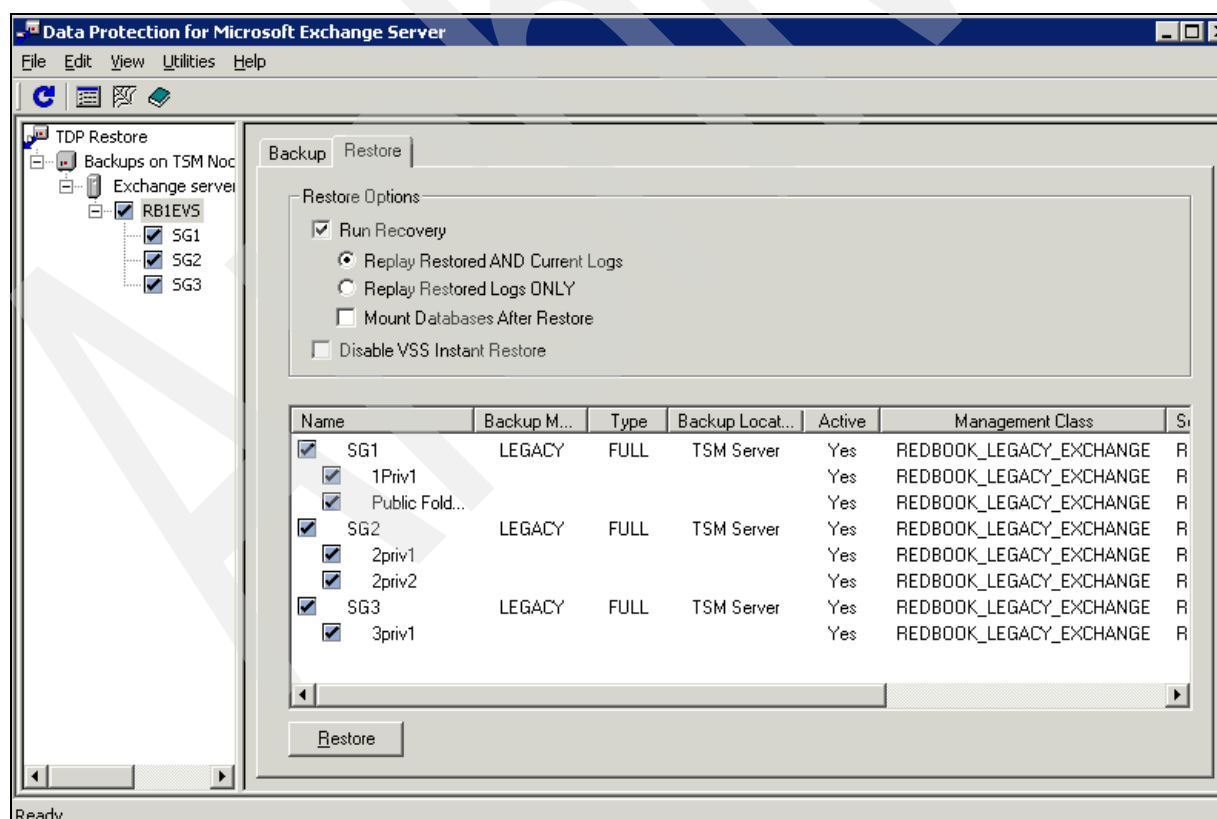 Data Protection for Microsoft Exchange Server
File Edit View Utilities Help
TDP Restore
Backups on TSM Noc
Exchange server
RB1EVS
SG1
SG2
SG3
Backup Restore
Restore Options
Run Recovery
Replay Restored AND Current Logs
Replay Restored Logs ONLY
Mount Databases After Restore
Disable VSS Instant Restore
Name Backup M... Type Backup Locat... Active Management Class
SG1 LEGACY FULL TSM Server Yes REDBOOK_LEGACY_EXCHANGE R
1Priv1 Yes REDBOOK_LEGACY_EXCHANGE R
Public Fold... Yes REDBOOK_LEGACY_EXCHANGE R
SG2 LEGACY FULL TSM Server Yes REDBOOK_LEGACY_EXCHANGE R
2priv1 Yes REDBOOK_LEGACY_EXCHANGE R
2priv2 Yes REDBOOK_LEGACY_EXCHANGE R
SG3 LEGACY FULL TSM Server Yes REDBOOK_LEGACY_EXCHANGE R
3priv1 Yes REDBOOK_LEGACY_EXCHANGE R
Restore
Ready